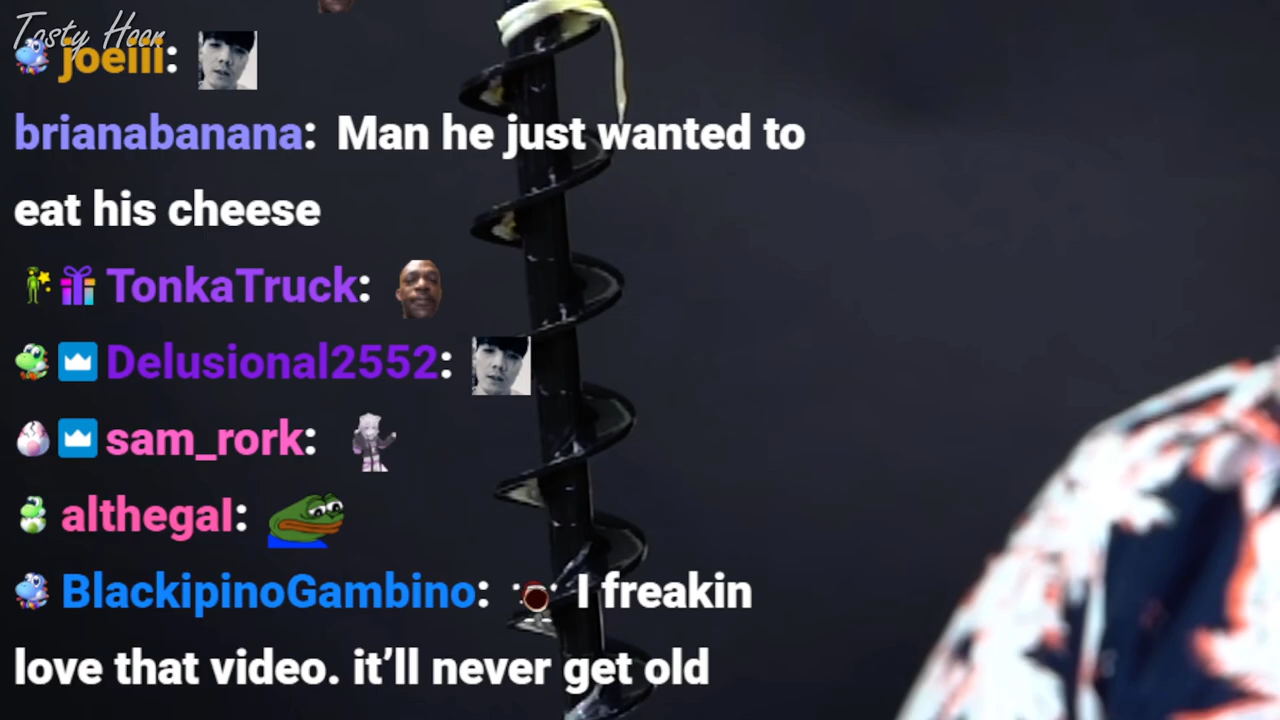 Tasty Hoon
joeiii:
brianabanana: Man he just wanted to
eat his cheese
TonkaTruck:
Delusional2552:
sam_rork:
althegal:
BlackipinoGambino: I freakin
love that video. it’ll never get old